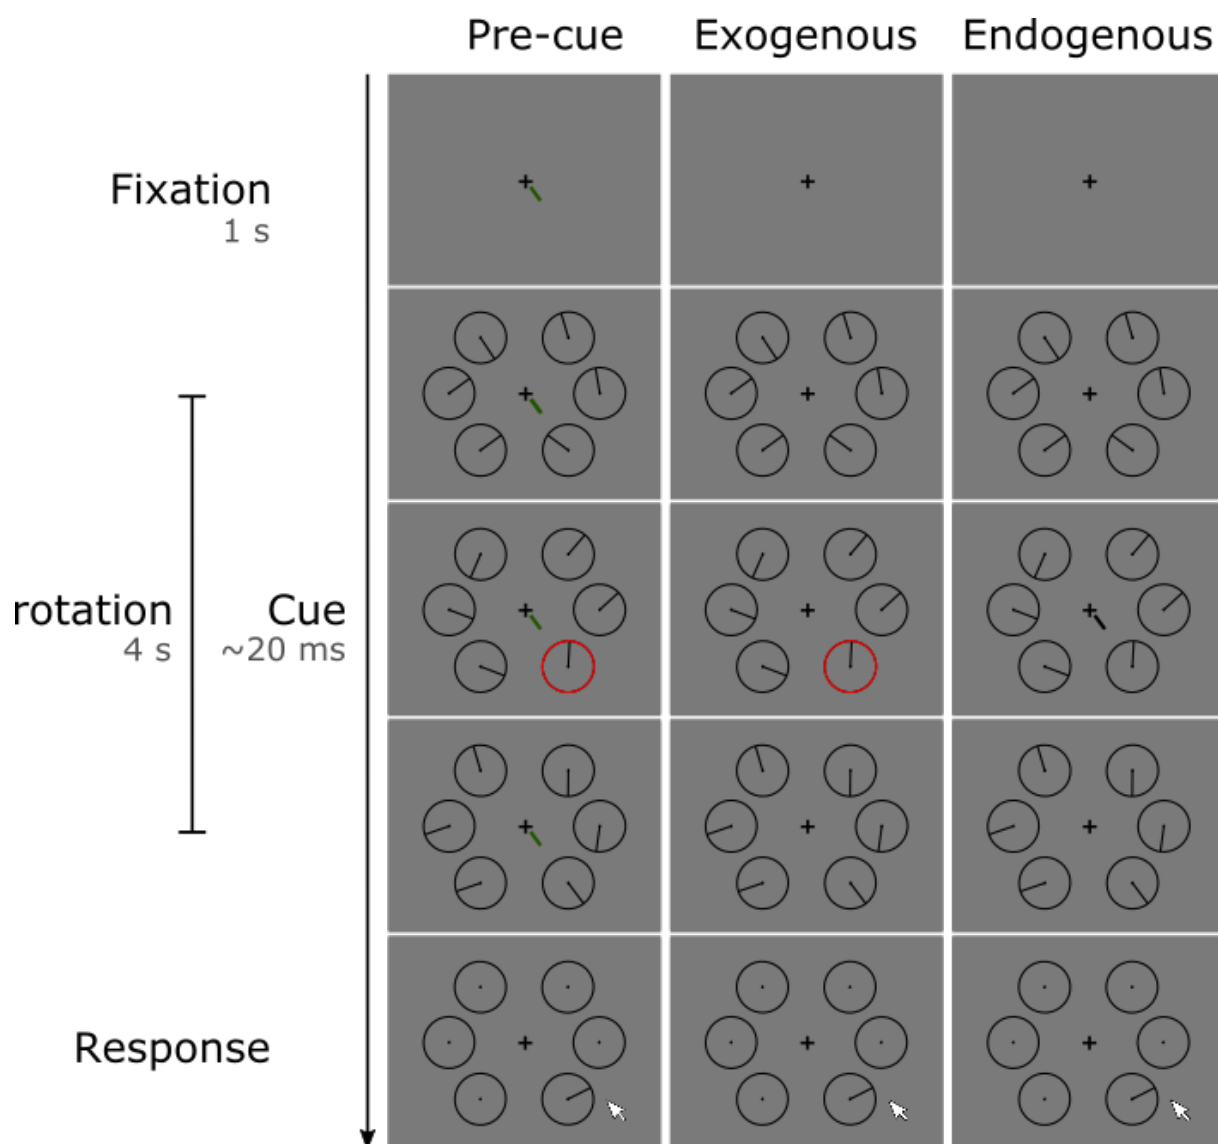 Pre-cue Exogenous Endogenous
Fixation
1 s
rotation Cue
4 s ~20 ms
Response